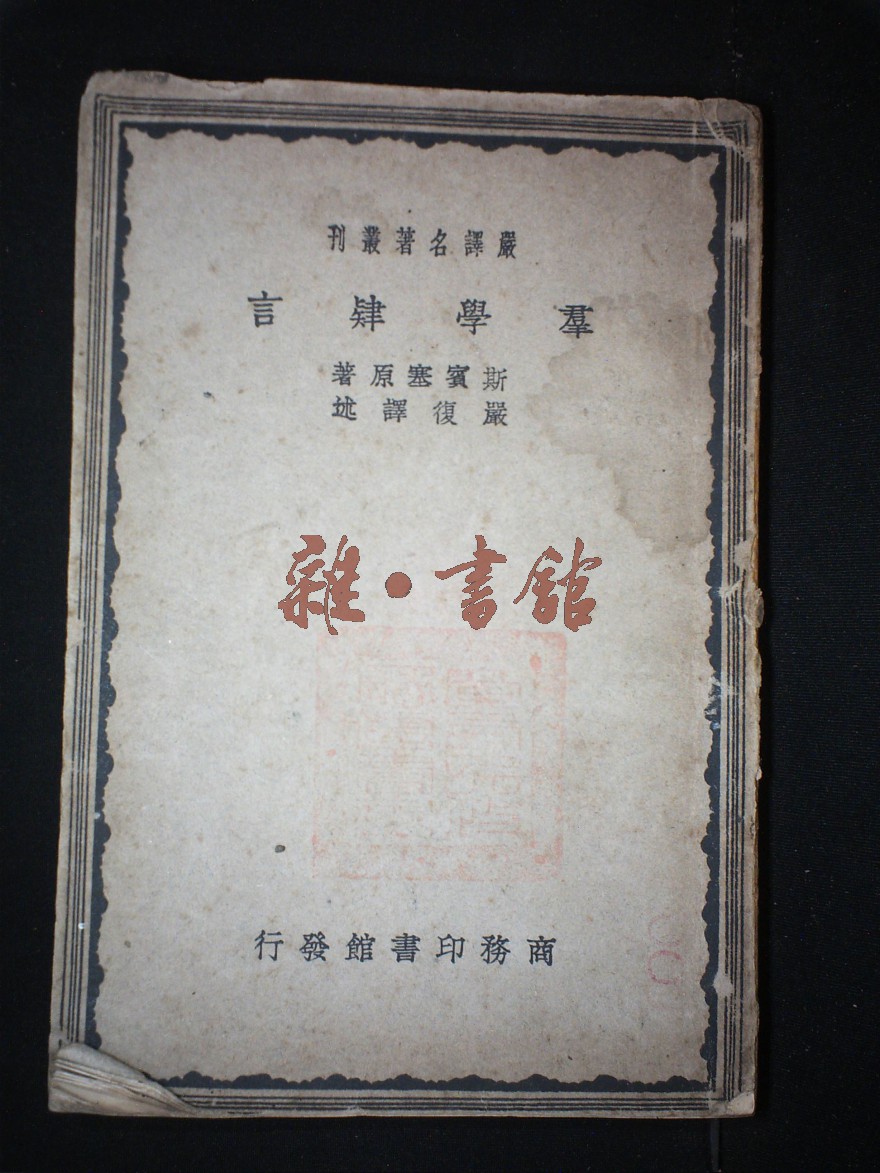 嚴譯名著叢刊
羣學肄言
斯賓塞原著
嚴復譯述
雜·書館
商務印書館發行